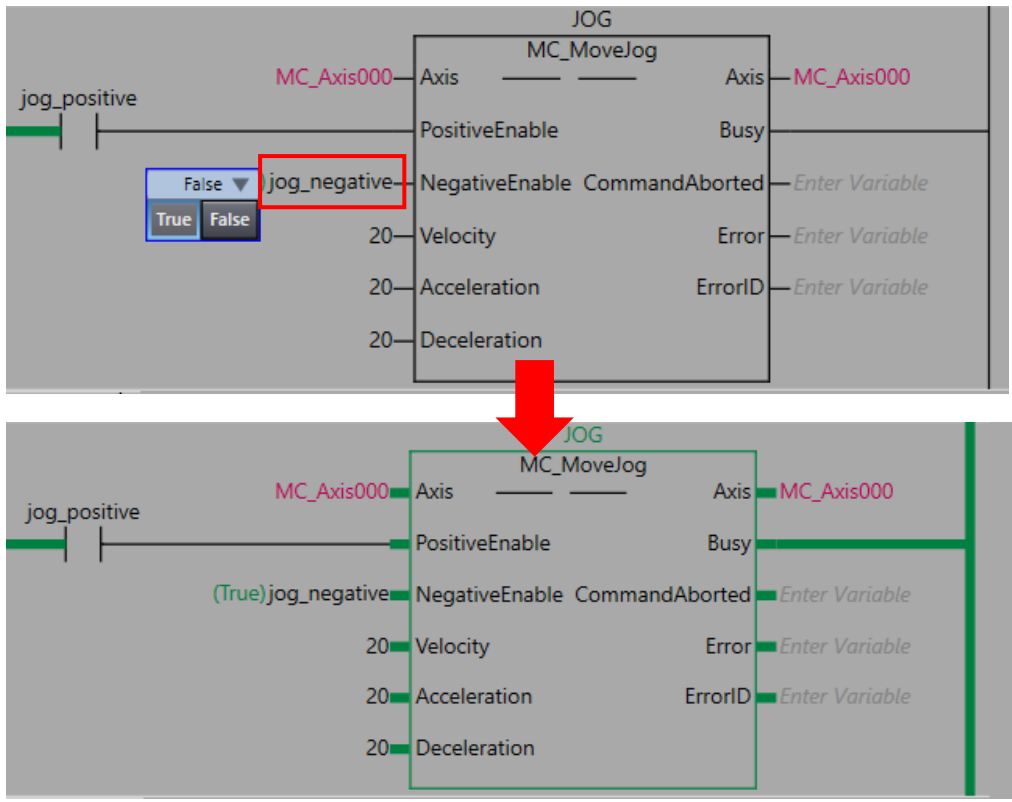 JOG
MC_MoveJog
MC_Axis000 Axis Axis MC_Axis000
jog_positive
PositiveEnable Busy
False ▼ )jog_negative NegativeEnable CommandAborted Enter Variable
True False
20 Velocity Error Enter Variable
20 Acceleration ErrorID Enter Variable
20 Deceleration
JOG
MC_MoveJog
MC_Axis000 Axis Axis MC_Axis000
jog_positive
PositiveEnable Busy
(True)jog_negative NegativeEnable CommandAborted Enter Variable
20 Velocity Error Enter Variable
20 Acceleration ErrorID Enter Variable
20 Deceleration